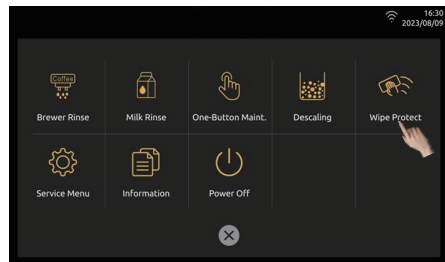 16:30
2023/08/09
Coffee
Brewer Rinse
Milk Rinse
One-Button Maint.
Descaling
Wipe Protect
Service Menu
Information
Power Off